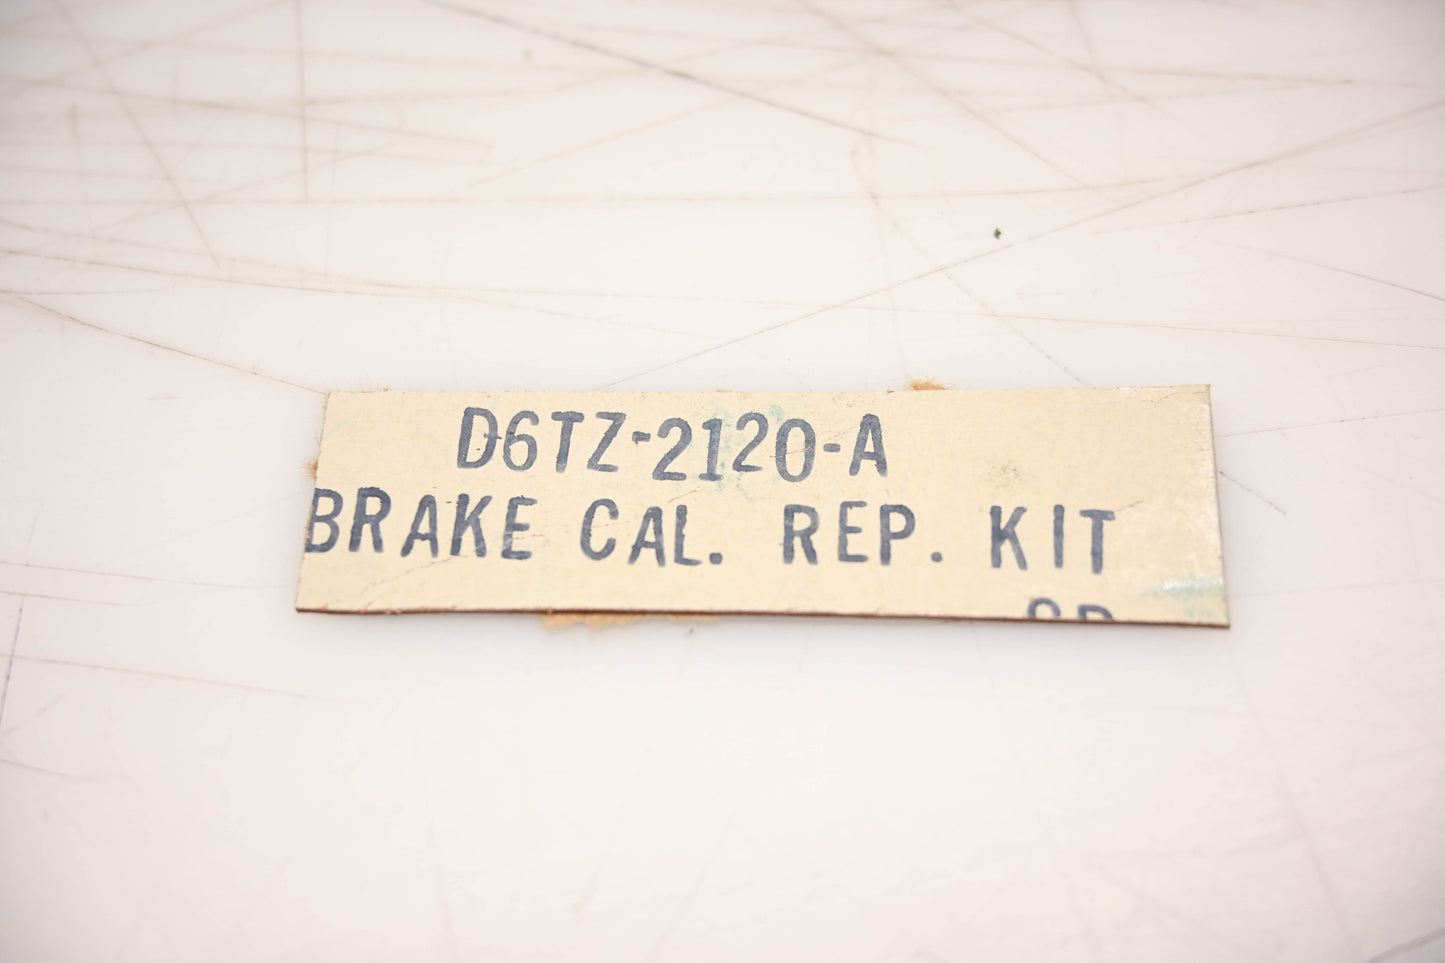 D6TZ-2120-A
BRAKE CAL. REP. KIT